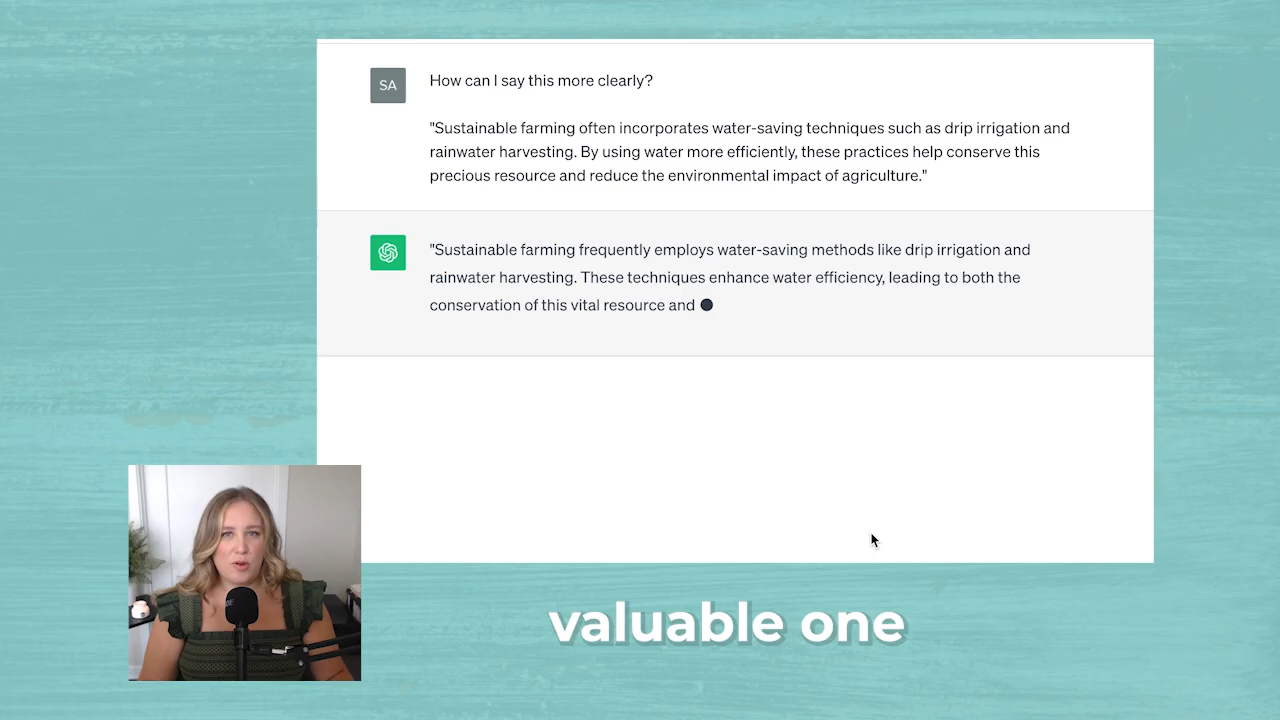 SA
How can I say this more clearly?
"Sustainable farming often incorporates water-saving techniques such as drip irrigation and
rainwater harvesting. By using water more efficiently, these practices help conserve this
precious resource and reduce the environmental impact of agriculture."
"Sustainable farming frequently employs water-saving methods like drip irrigation and
rainwater harvesting. These techniques enhance water efficiency, leading to both the
conservation of this vital resource and
valuable one